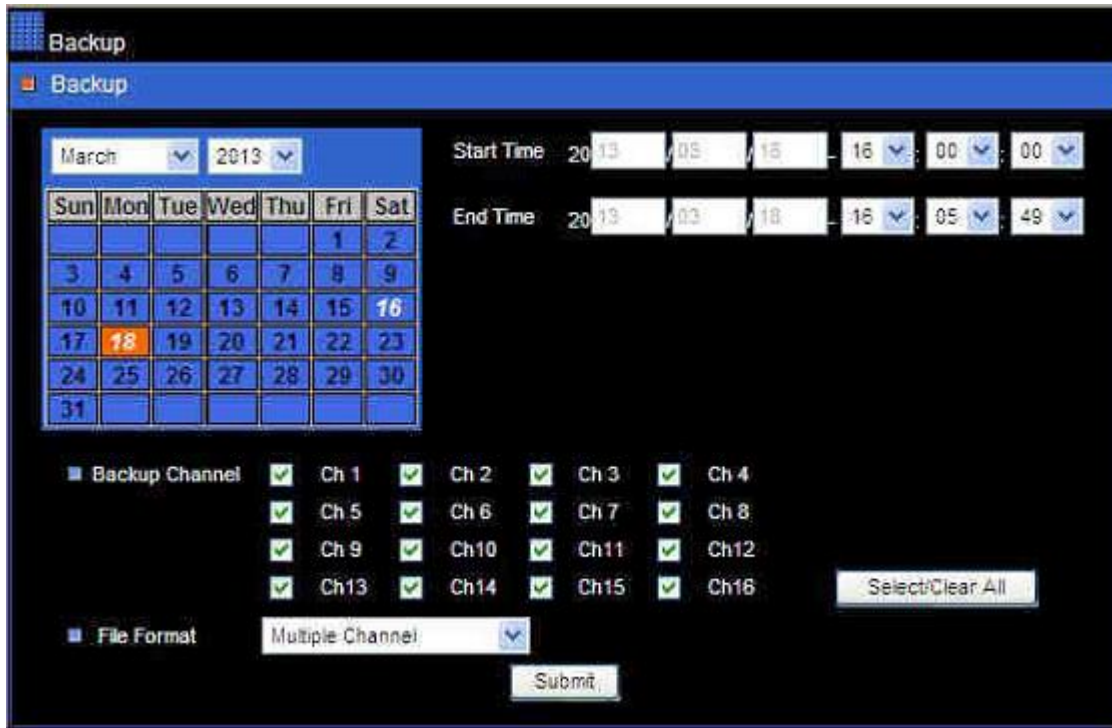 Backup
Backup
March 2013
Start Time 20 13 /03 /18 - 16 : 00 : 00
End Time 20 13 /03 /18 - 16 : 05 : 49
Sun Mon Tue Wed Thu Fri Sat
1 2
3 4 5 6 7 8 9
10 11 12 13 14 15 16
17 18 19 20 21 22 23
24 25 26 27 28 29 30
31
Backup Channel Ch 1 Ch 2 Ch 3 Ch 4
Ch 5 Ch 6 Ch 7 Ch 8
Ch 9 Ch10 Ch11 Ch12
Ch13 Ch14 Ch15 Ch16
Select/Clear All
File Format Multiple Channel
Submit